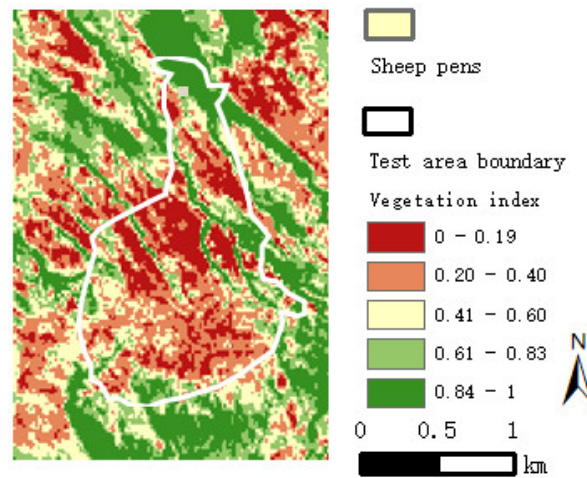 Sheep pens
Test area boundary
Vegetation index
0 - 0.19
0.20 - 0.40
0.41 - 0.60
0.61 - 0.83
0.84 - 1
N
0 0.5 1
km